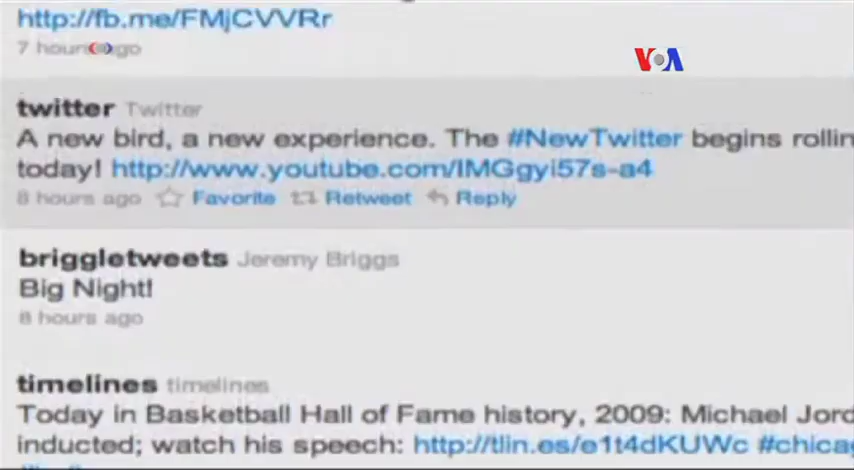 http://fb.me/FMjCVVRr
7 hours ago
VOA
twitter Twitter
A new bird, a new experience. The #NewTwitter begins
today! http://www.youtube.com/IMGgyi57s-a4
8 hours ago Favorite Retweet Reply
briggletweets Jeremy Briggs
Big Night!
8 hours ago
timelines timelines
Today in Basketball Hall of Fame history, 2009: Michael
inducted; watch his speech: http://tlin.es/e1t4dKUWc